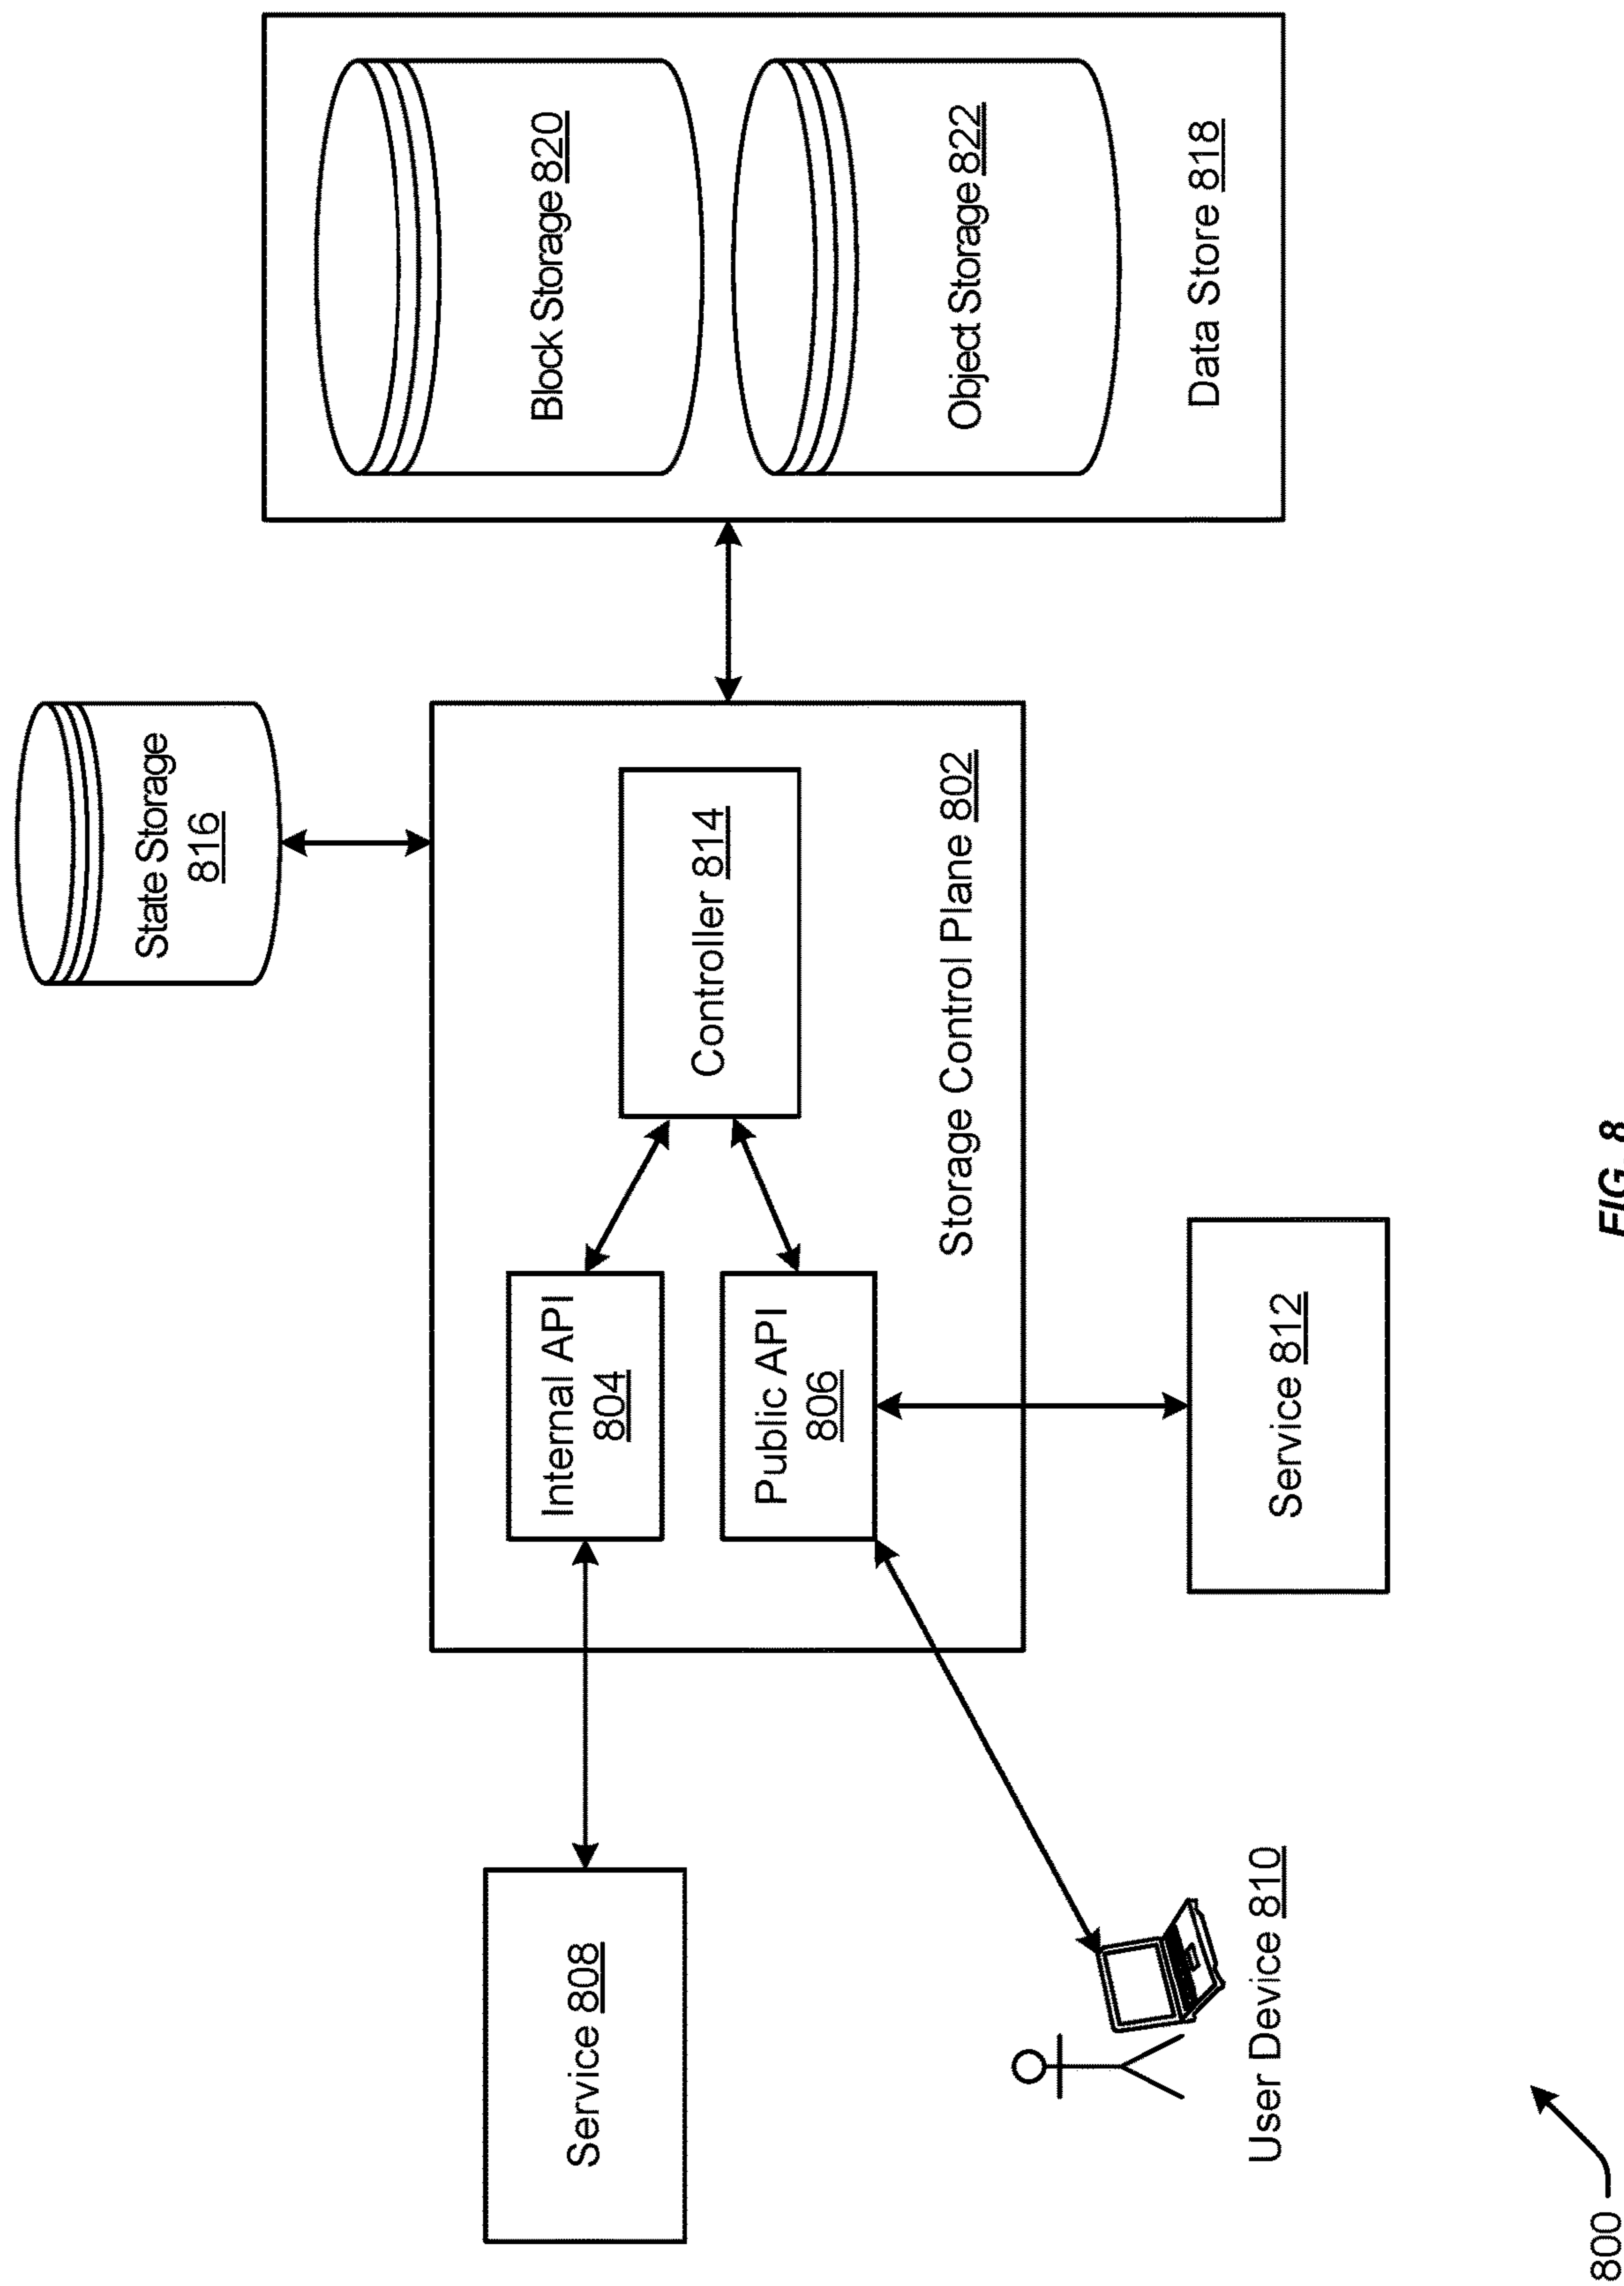 State Storage
816
Block Storage 820
Object Storage 822
Data Store 818
Controller 814
Internal API
804
Public API
806
Storage Control Plane 802
Service 808
User Device 810
Service 812
800
FIG. 8